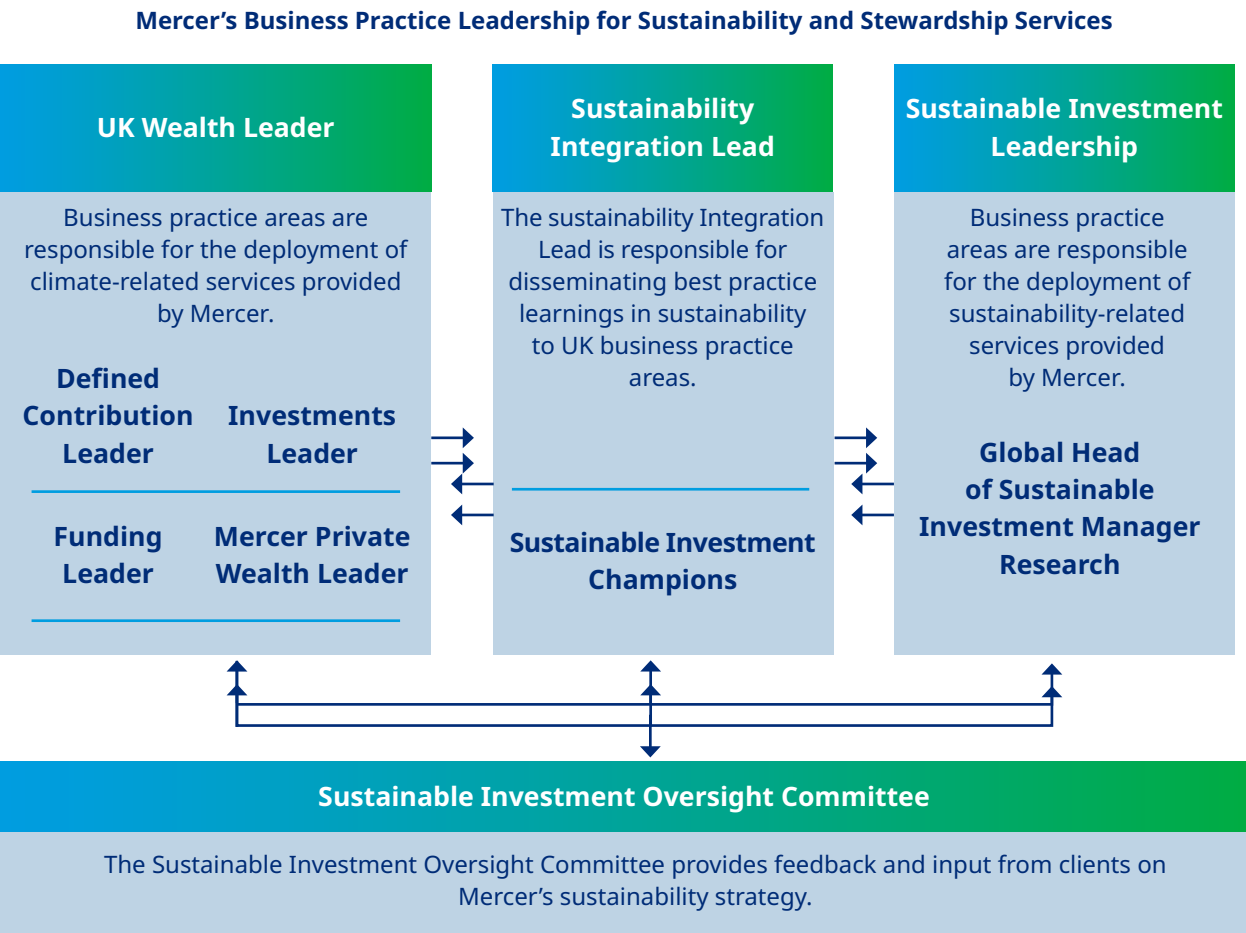 Mercer’s Business Practice Leadership for Sustainability and Stewardship Services
UK Wealth Leader
Business practice areas are
responsible for the deployment of
climate-related services provided
by Mercer.
Defined
Contribution
Leader
Investments
Leader
Funding
Leader
Mercer Private
Wealth Leader
Sustainability
Integration Lead
The sustainability Integration
Lead is responsible for
disseminating best practice
learnings in sustainability
to UK business practice
areas.
Sustainable Investment
Champions
Sustainable Investment
Leadership
Business practice
areas are responsible
for the deployment of
sustainability-related
services provided
by Mercer.
Global Head
of Sustainable
Investment Manager
Research
Sustainable Investment Oversight Committee
The Sustainable Investment Oversight Committee provides feedback and input from clients on
Mercer’s sustainability strategy.